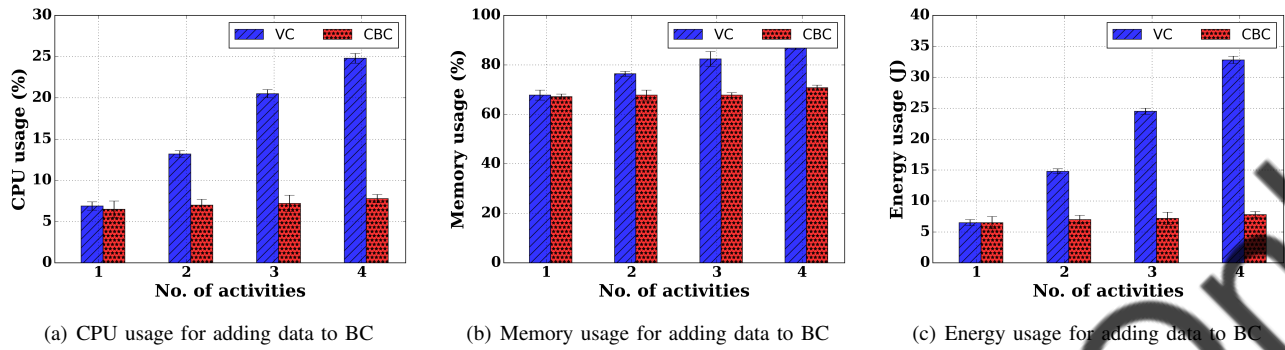 30
25
20
15
10
5
0
CPU usage (%)
VC CBC
1 2 3 4
No. of activities
(a) CPU usage for adding data to BC
100
80
60
40
20
0
Memory usage (%)
VC CBC
1 2 3 4
No. of activities
(b) Memory usage for adding data to BC
40
35
30
25
20
15
10
5
0
Energy usage (J)
VC CBC
1 2 3 4
No. of activities
(c) Energy usage for adding data to BC